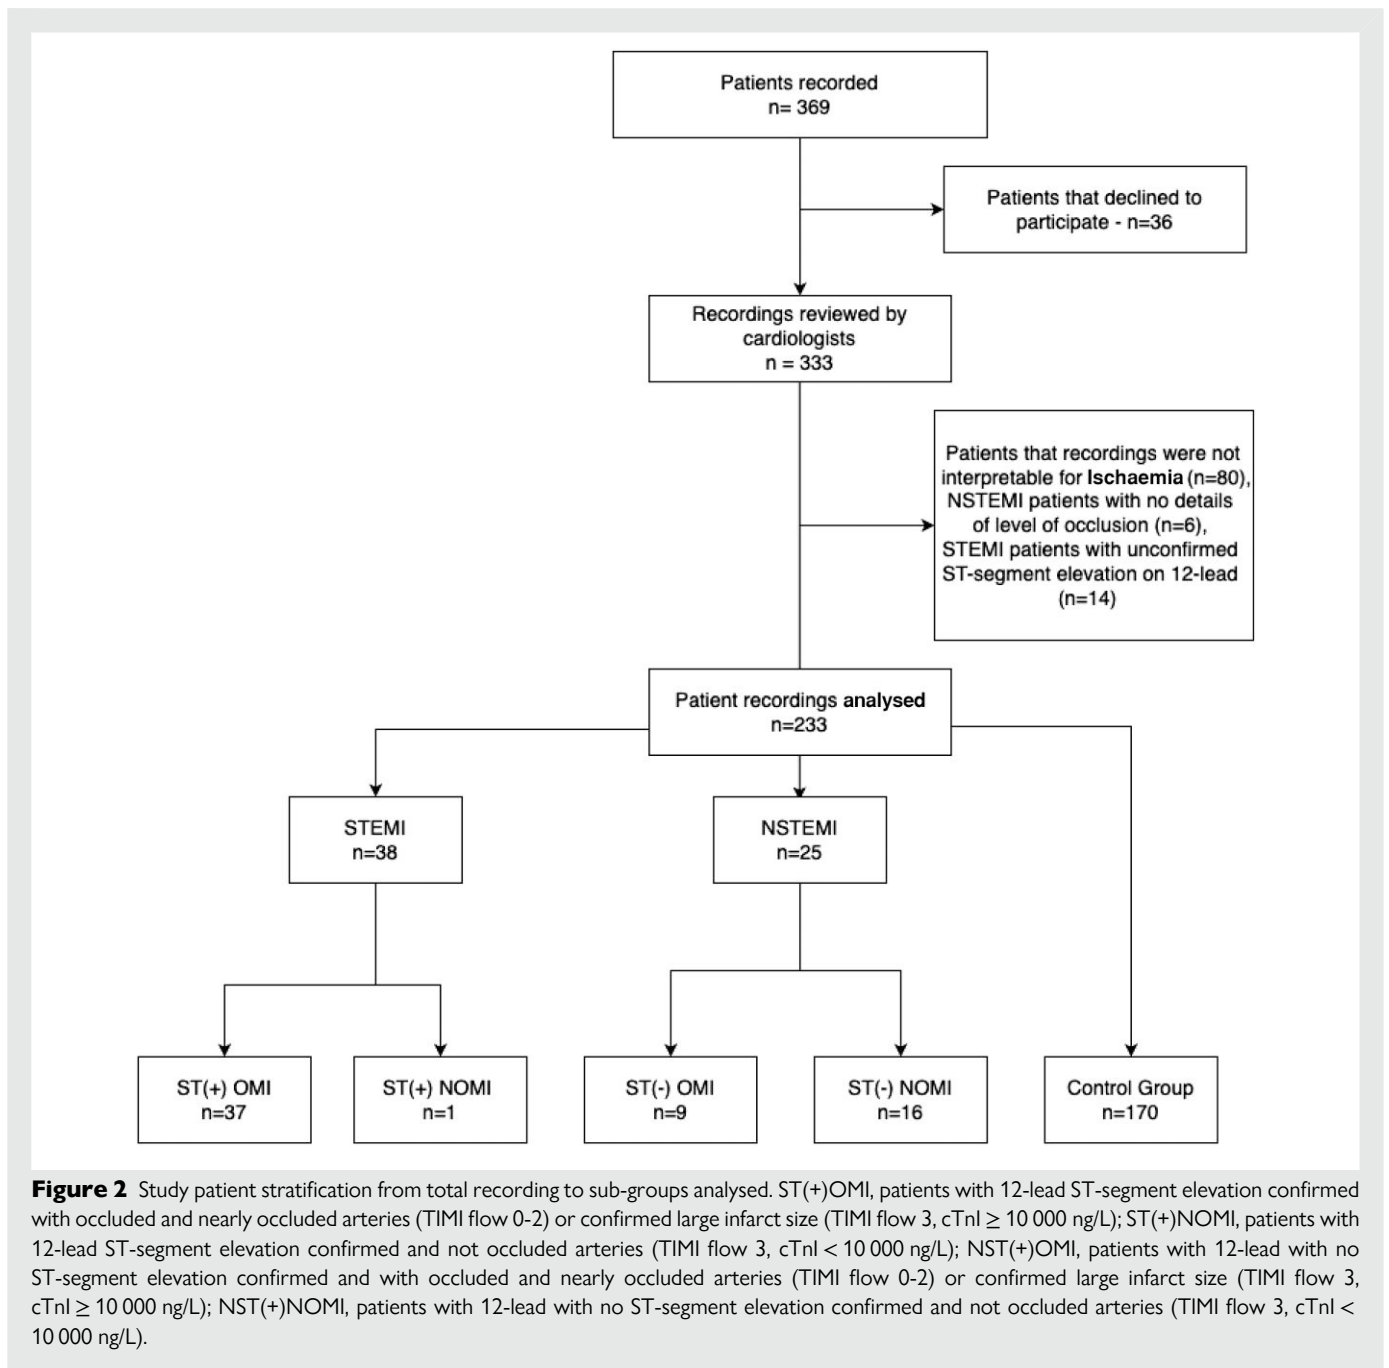 Patients recorded
n= 369
Patients that declined to
participate - n=36
Recordings reviewed by
cardiologists
n = 333
Patients that recordings were not
interpretable for Ischaemia (n=80),
NSTEMI patients with no details
of level of occlusion (n=6),
STEMI patients with unconfirmed
ST-segment elevation on 12-lead
(n=14)
Patient recordings analysed
n=233
STEMI
n=38
NSTEMI
n=25
ST(+) OMI
n=37
ST(+) NOMI
n=1
ST(-) OMI
n=9
ST(-) NOMI
n=16
Control Group
n=170
Figure 2 Study patient stratification from total recording to sub-groups analysed. ST(+)OMI, patients with 12-lead ST-segment elevation confirmed
with occluded and nearly occluded arteries (TIMI flow 0-2) or confirmed large infarct size (TIMI flow 3, cTnI ≥ 10 000 ng/L); ST(+)NOMI, patients with
12-lead ST-segment elevation confirmed and not occluded arteries (TIMI flow 3, cTnI < 10 000 ng/L); NST(+)OMI, patients with 12-lead with no
ST-segment elevation confirmed and with occluded and nearly occluded arteries (TIMI flow 0-2) or confirmed large infarct size (TIMI flow 3,
cTnI ≥ 10 000 ng/L); NST(+)NOMI, patients with 12-lead with no ST-segment elevation confirmed and not occluded arteries (TIMI flow 3, cTnI <
10 000 ng/L).